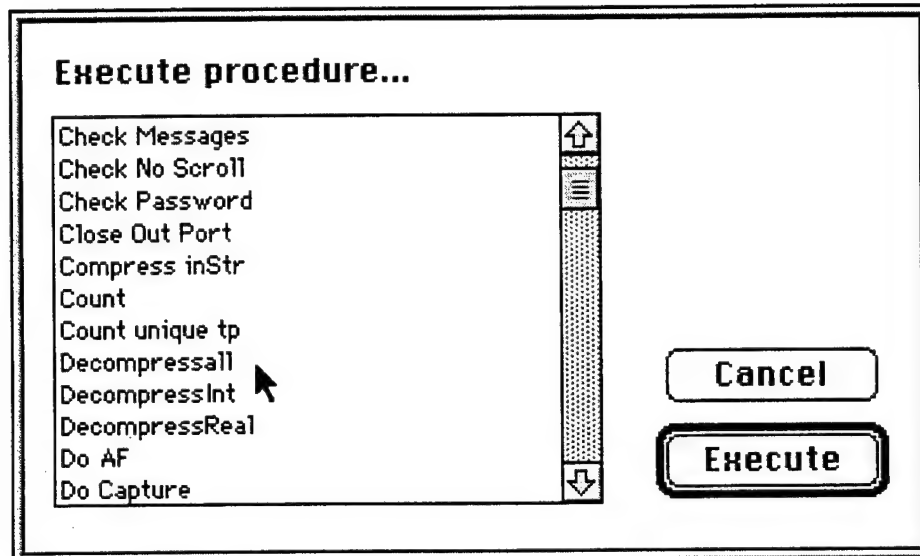 Execute procedure...
Check Messages
Check No Scroll
Check Password
Close Out Port
Compress inStr
Count
Count unique tp
Decompressall
DecompressInt
DecompressReal
Do AF
Do Capture
Cancel
Execute